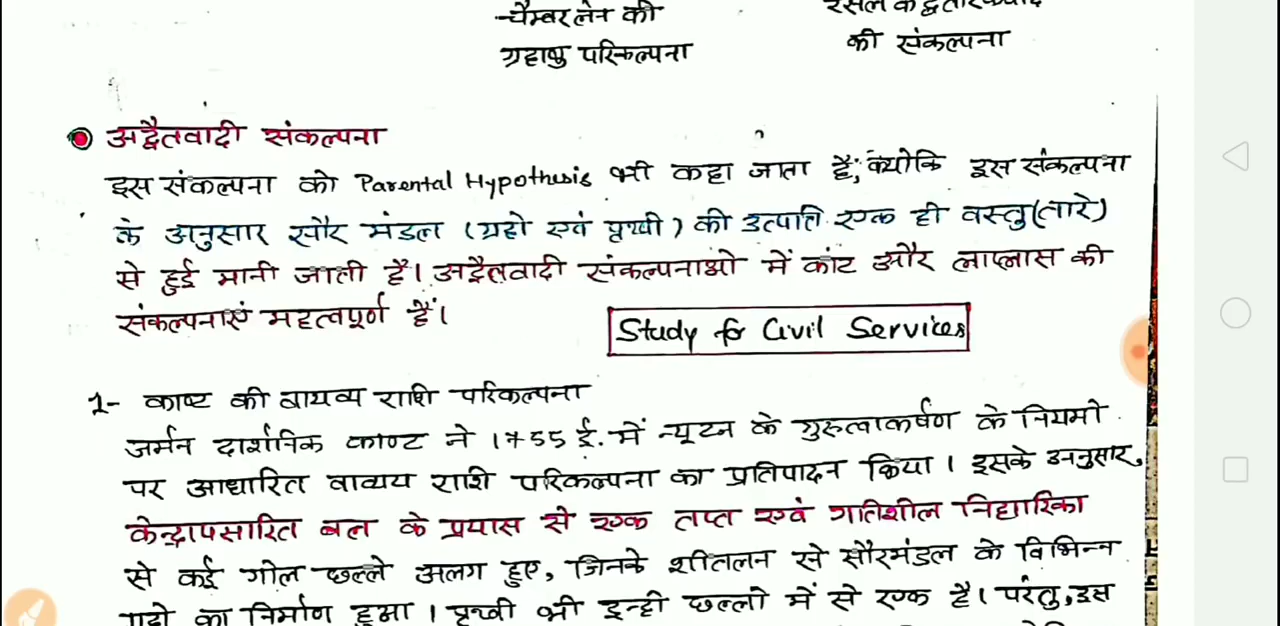 -चैम्बरलेन की
ग्रहाणु परिकल्पना
की संकल्पना
अद्वैतवादी संकल्पना
इस संकल्पना को Parental Hypothesis भी कहा जाता है; क्योकि इस संकल्पना
के अनुसार सौर मंडल (ग्रहो एवं पृथ्वी) की उत्पत्ति एक ही वस्तु(तारे)
से हुई मानी जाती है। अद्वैतवादी संकल्पनाओ में कांट और लाप्लास की
संकल्पनाएं महत्वपूर्ण हैं।
Study for Civil Services
1- काण्ट की वायव्य राशि परिकल्पना
जर्मन दार्शनिक काण्ट ने 1755 ई. में न्यूटन के गुरुत्वाकर्षण के नियमो
पर आधारित वाव्यय राशि परिकल्पना का प्रतिपादन किया। इसके अनुसार,
केन्द्रापसारित बल के प्रयास से एक तप्त एवं गतिशील निहारिका
से कई गोल छल्ले अलग हुए, जिनके शीतलन से सौरमंडल के विभिन्न
ग्रहो का निर्माण हुआ। पृथ्वी भी इन्ही छल्लो में से एक है। परंतु, इस